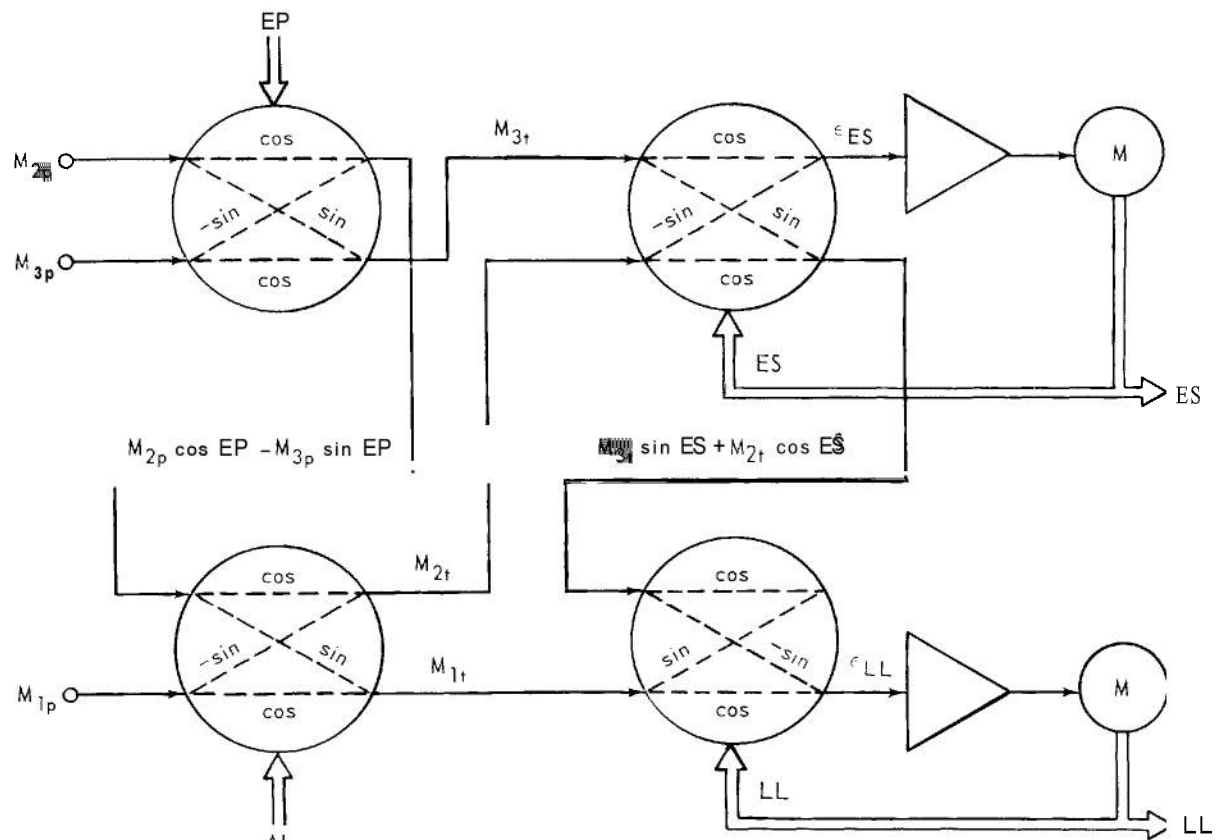 EP
cos
M2p
-sin
sin
M3p
cos
M3t
cos
-sin
sin
cos
εES
M
ES
ES
M2p cos EP - M3p sin EP
M3t sin ES + M2t cos ES
cos
-sin
sin
cos
M1p
M2t
M1t
cos
sin
-sin
cos
εLL
M
LL
LL